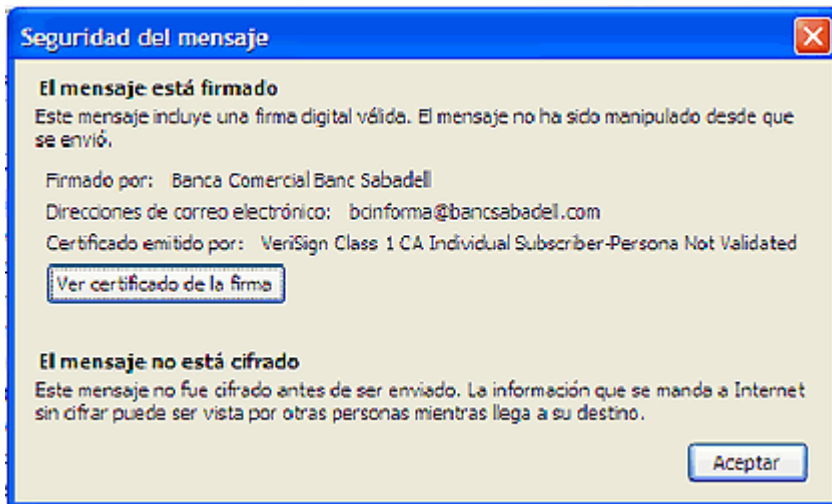 Seguridad del mensaje
El mensaje está firmado
Este mensaje incluye una firma digital válida. El mensaje no ha sido manipulado desde que
se envió.
Firmado por: Banca Comercial Banc Sabadell
Direcciones de correo electrónico: bcinforma@bancsabadell.com
Certificado emitido por: VeriSign Class 1 CA Individual Subscriber-Persona Not Validated
Ver certificado de la firma
El mensaje no está cifrado
Este mensaje no fue cifrado antes de ser enviado. La información que se manda a Internet
sin cifrar puede ser vista por otras personas mientras llega a su destino.
Aceptar